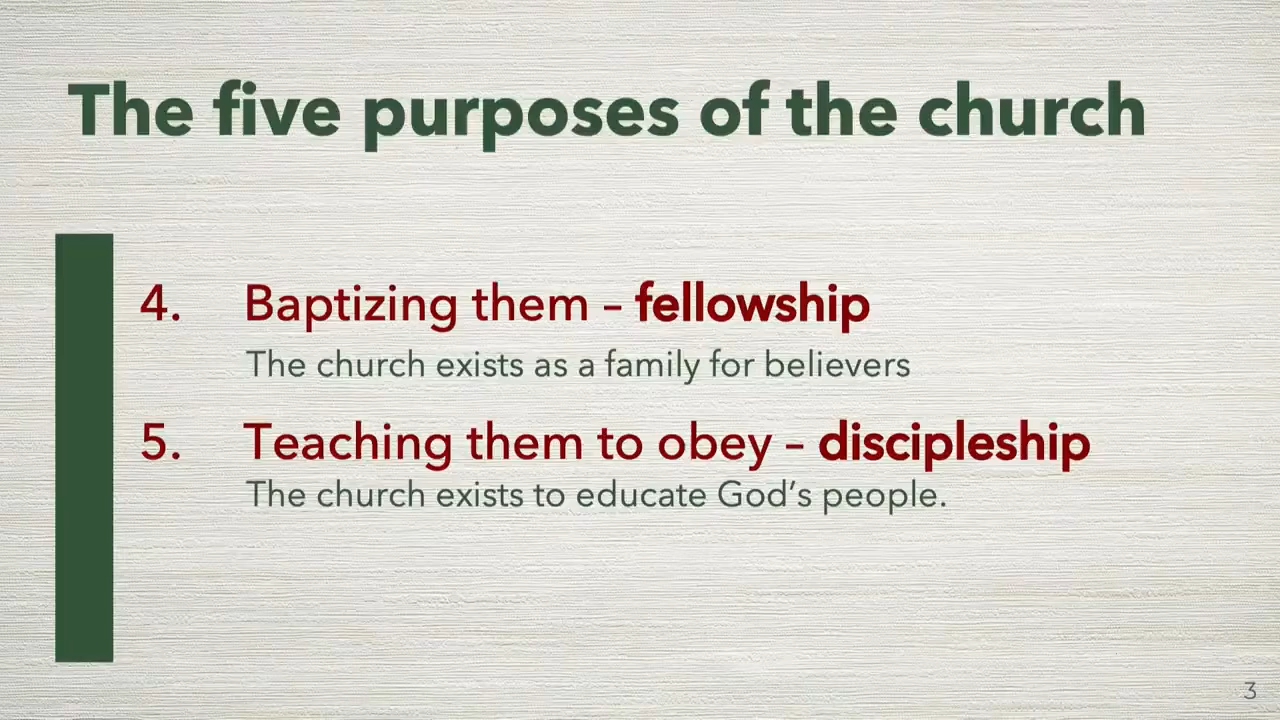 The five purposes of the church
4. Baptizing them – fellowship
The church exists as a family for believers
5. Teaching them to obey – discipleship
The church exists to educate God’s people.
3